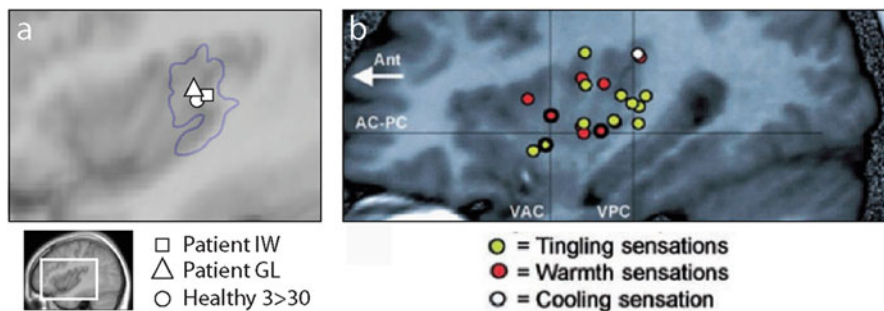 a
b
Ant
AC-PC
VAC
VPC
Patient IW
Patient GL
Healthy 3>30
= Tingling sensations
= Warmth sensations
= Cooling sensation